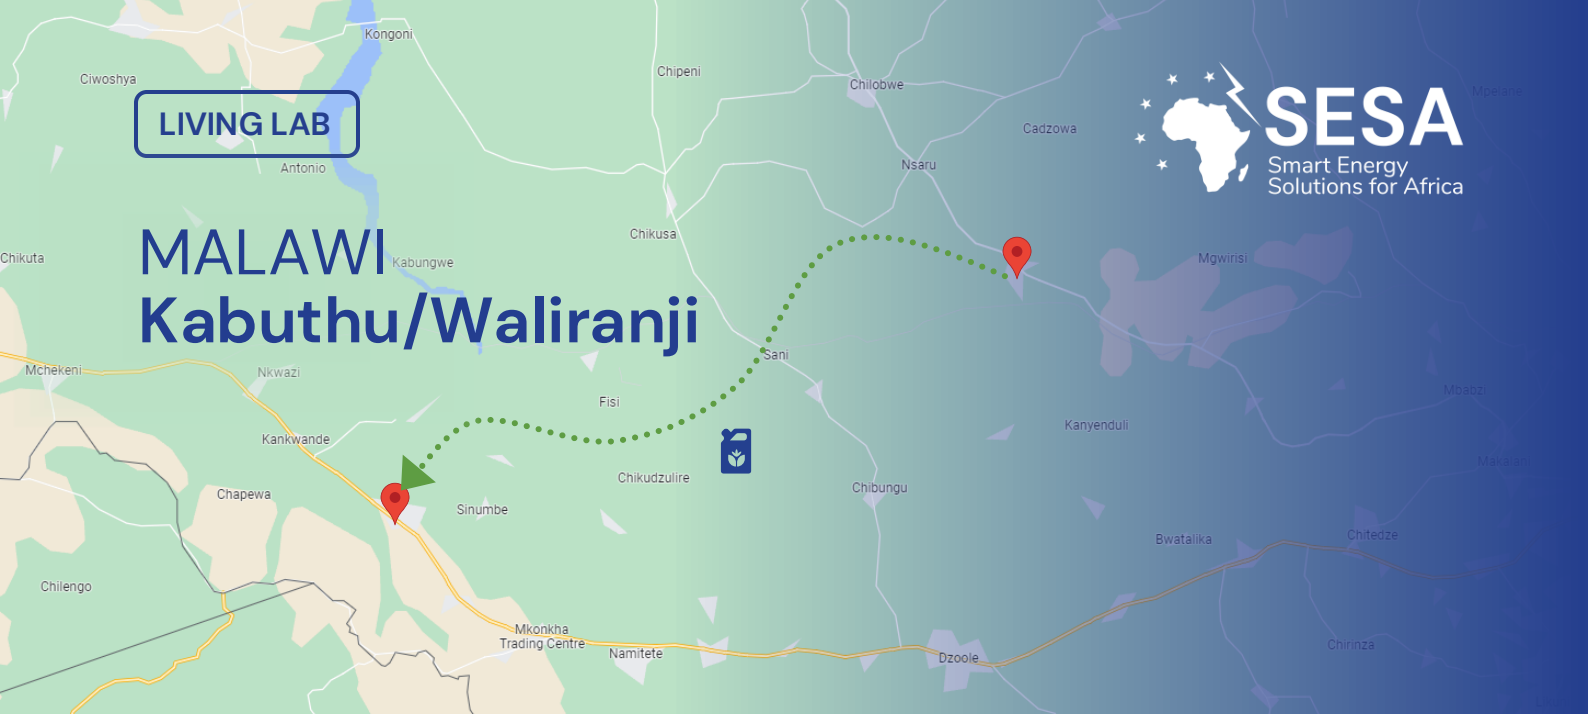 Kongoni
Ciwoshya
Chipeni
Chilobwe
Mpelane
LIVING LAB
SESA
Smart Energy
Solutions for Africa
Cadzowa
Antonio
Nsaru
MALAWI
Chikusa
Chikuta
Kabungwe
Mgwirisi
Kabuthu/Waliranji
Sani
Mchekeni
Nkwazi
Mbabzi
Fisi
Kankwande
Kanyenduli
Chikudzulire
Chibungu
Chapewa
Sinumbe
Bwatalika
Chitedze
Chilengo
Mkonkha
Trading Centre
Namitete
Dzoole
Chirinza